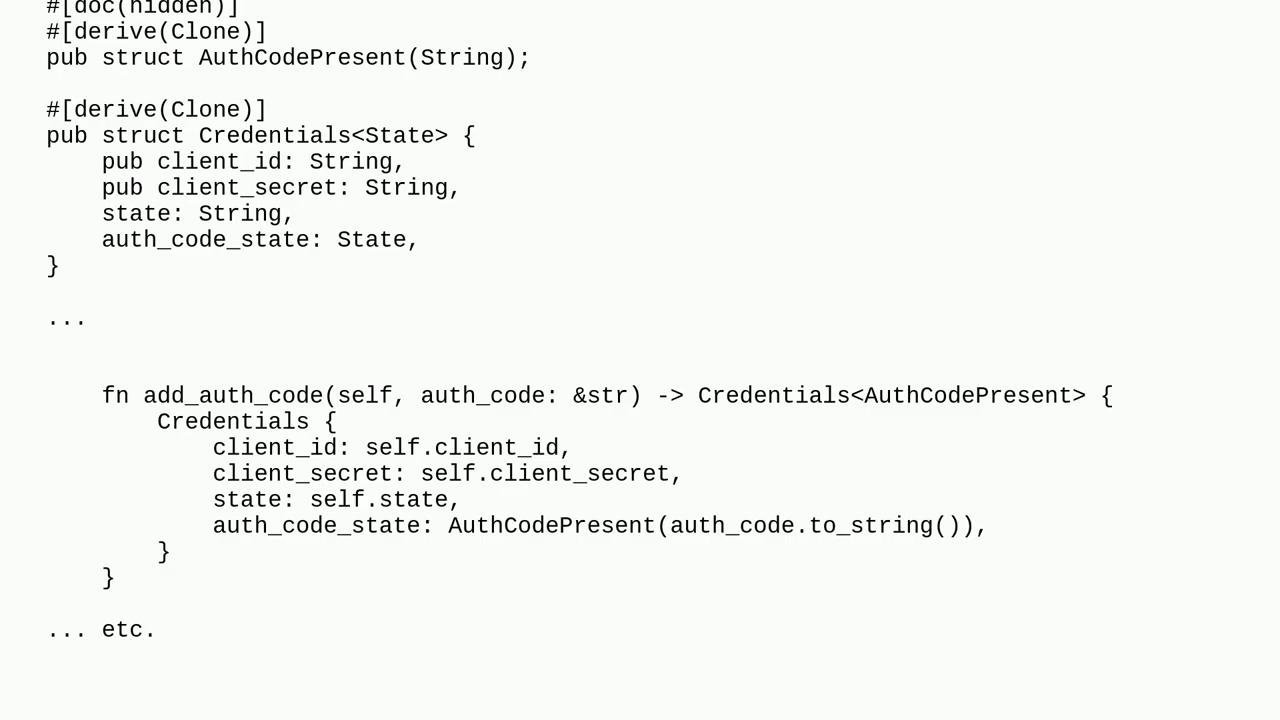 #[doc(hidden)]
#[derive(Clone)]
pub struct AuthCodePresent(String);

#[derive(Clone)]
pub struct Credentials<State> {
    pub client_id: String,
    pub client_secret: String,
    state: String,
    auth_code_state: State,
}

...

    fn add_auth_code(self, auth_code: &str) -> Credentials<AuthCodePresent> {
        Credentials {
            client_id: self.client_id,
            client_secret: self.client_secret,
            state: self.state,
            auth_code_state: AuthCodePresent(auth_code.to_string()),
        }
    }

... etc.